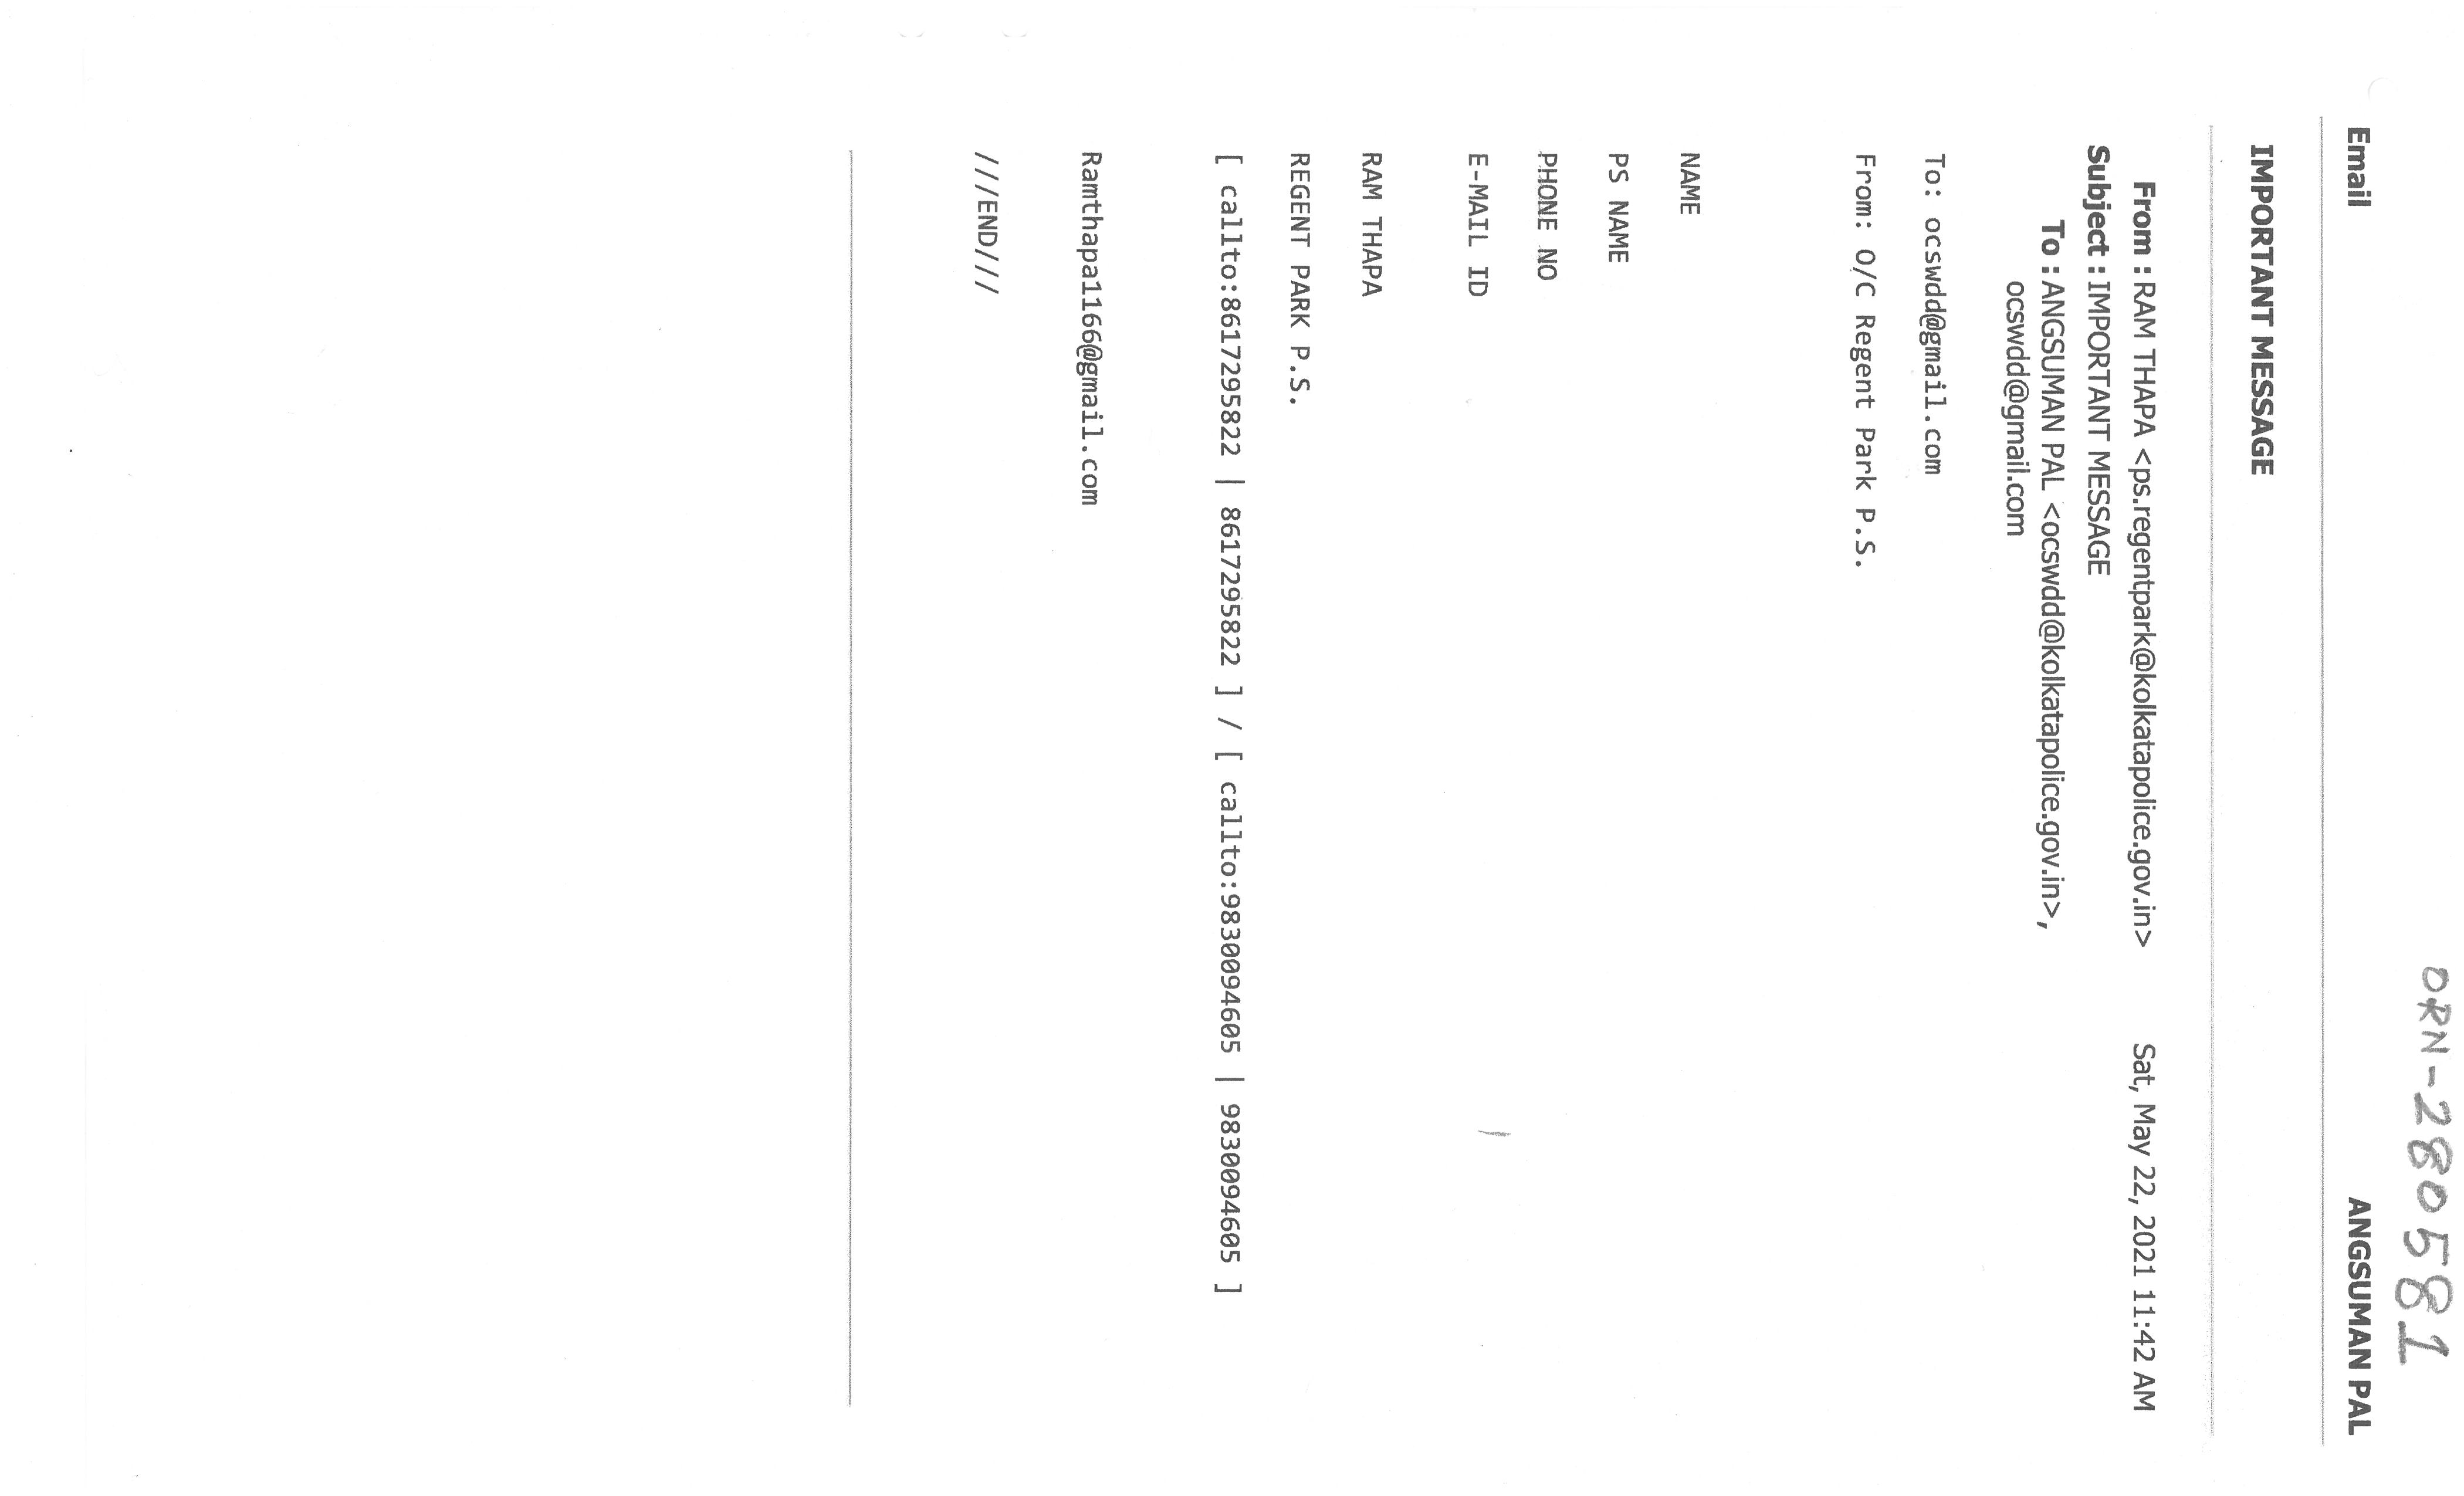 ORN-280581
Email ANGSUMAN PAL
IMPORTANT MESSAGE
From : RAM THAPA <ps.regentpark@kolkatapolice.gov.in> Sat, May 22, 2021 11:42 AM
Subject : IMPORTANT MESSAGE
To : ANGSUMAN PAL <ocswdd@kolkatapolice.gov.in>,
ocswdd@gmail.com
To: ocswdd@gmail.com
From: O/C Regent Park P.S.
NAME
PS NAME
PHONE NO
E-MAIL ID
RAM THAPA
REGENT PARK P.S.
[ callto:8617295822 | 8617295822 ] / [ callto:9830094605 | 9830094605 ]
Ramthapa1166@gmail.com
///END///